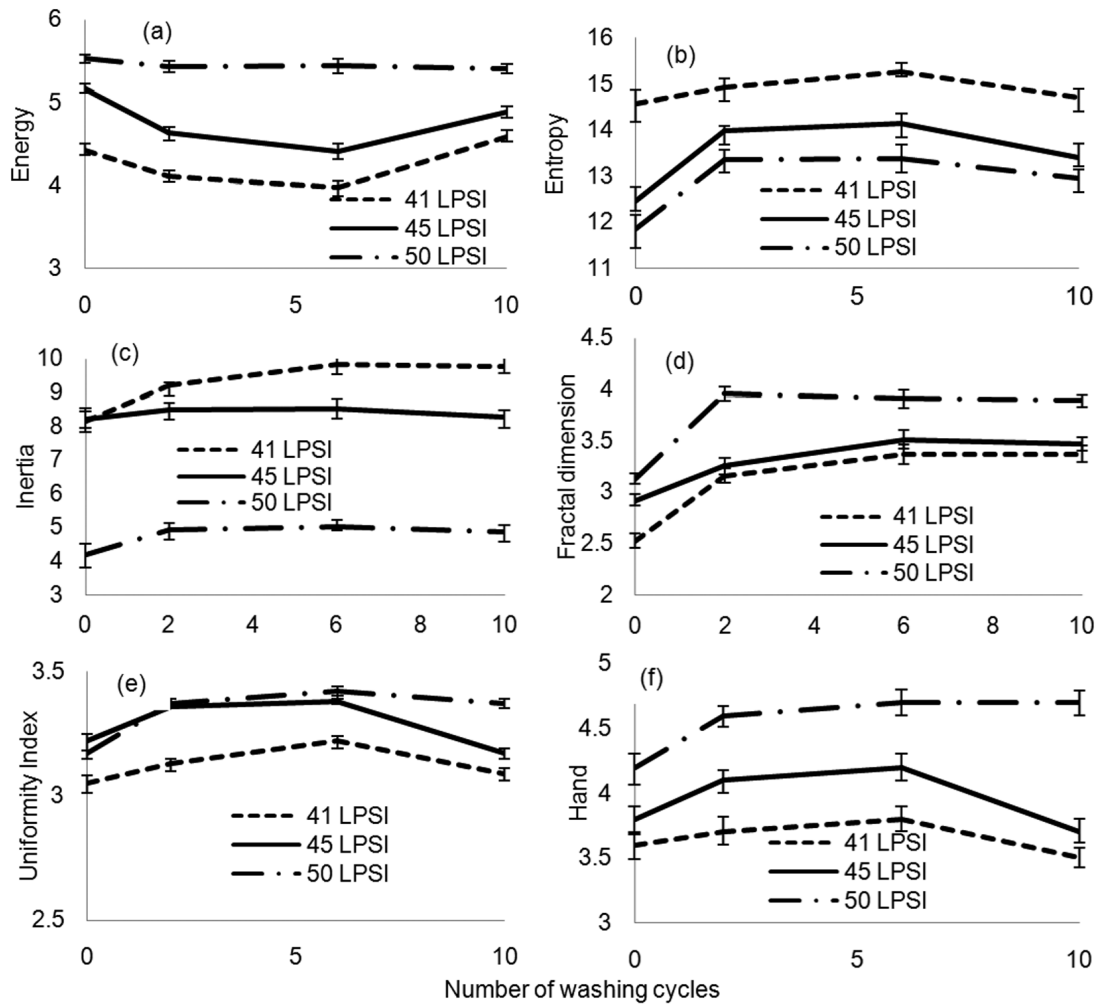 (a)
6
5
4
3
Energy
41 LPSI
45 LPSI
50 LPSI
0 5 10
(b)
16
15
14
13
12
11
Entropy
41 LPSI
45 LPSI
50 LPSI
0 5 10
(c)
10
9
8
7
6
5
4
3
Inertia
41 LPSI
45 LPSI
50 LPSI
0 2 4 6 8 10
(d)
4.5
4
3.5
3
2.5
2
Fractal dimension
41 LPSI
45 LPSI
50 LPSI
0 2 4 6 8 10
(e)
3.5
3
2.5
Uniformity Index
41 LPSI
45 LPSI
50 LPSI
0 5 10
(f)
5
4.5
4
3.5
3
Hand
41 LPSI
45 LPSI
50 LPSI
0 5 10
Number of washing cycles